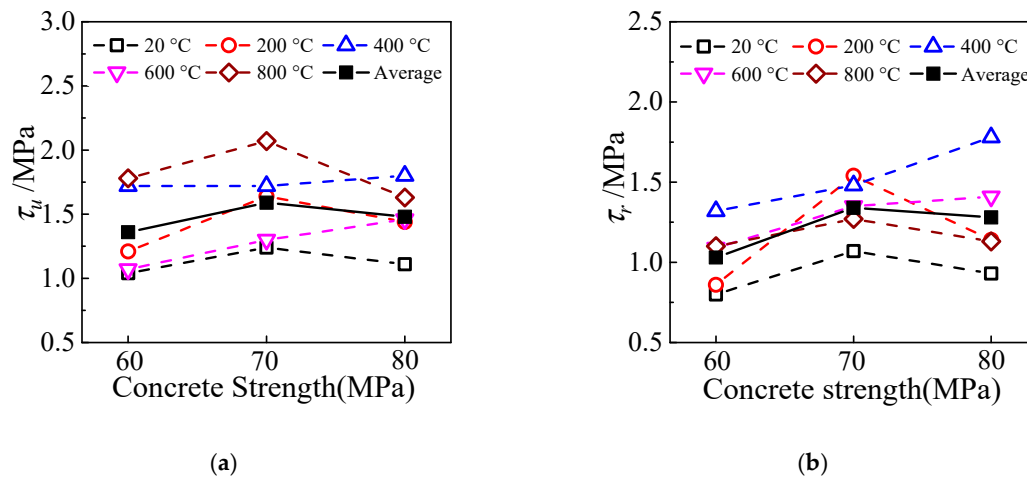 3.0
2.5
2.0
1.5
1.0
0.5
τu /MPa
20 °C 200 °C 400 °C
600 °C 800 °C Average
60 70 80
Concrete Strength(MPa)
(a)
2.5
2.0
1.5
1.0
0.5
τr /MPa
20 °C 200 °C 400 °C
600 °C 800 °C Average
60 70 80
Concrete strength(MPa)
(b)